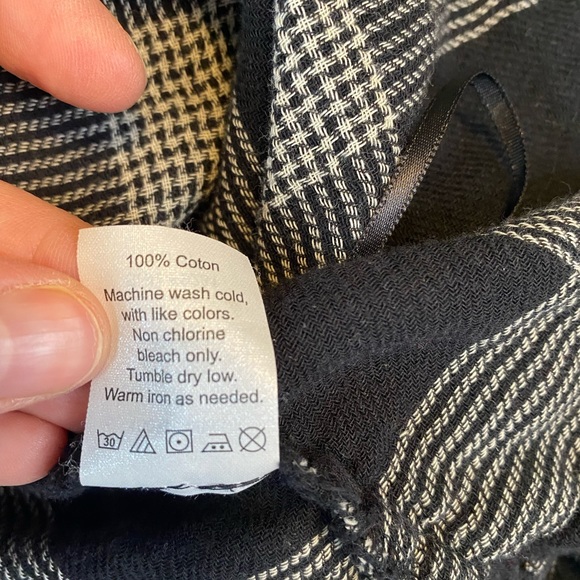 100% Coton
Machine wash cold,
with like colors.
Non chlorine
bleach only.
Tumble dry low.
Warm iron as needed.
30